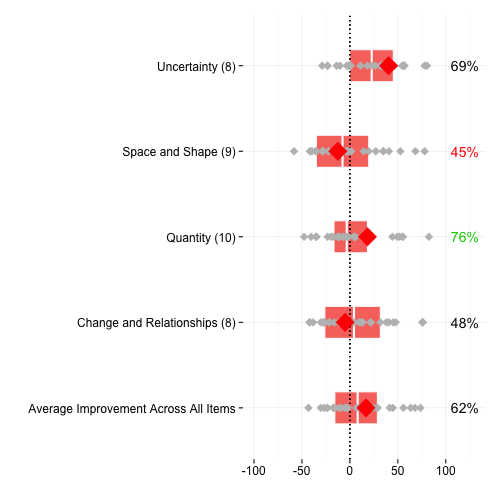 Uncertainty (8)
69%
Space and Shape (9)
45%
Quantity (10)
76%
Change and Relationships (8)
48%
Average Improvement Across All Items
62%
-100 -50 0 50 100